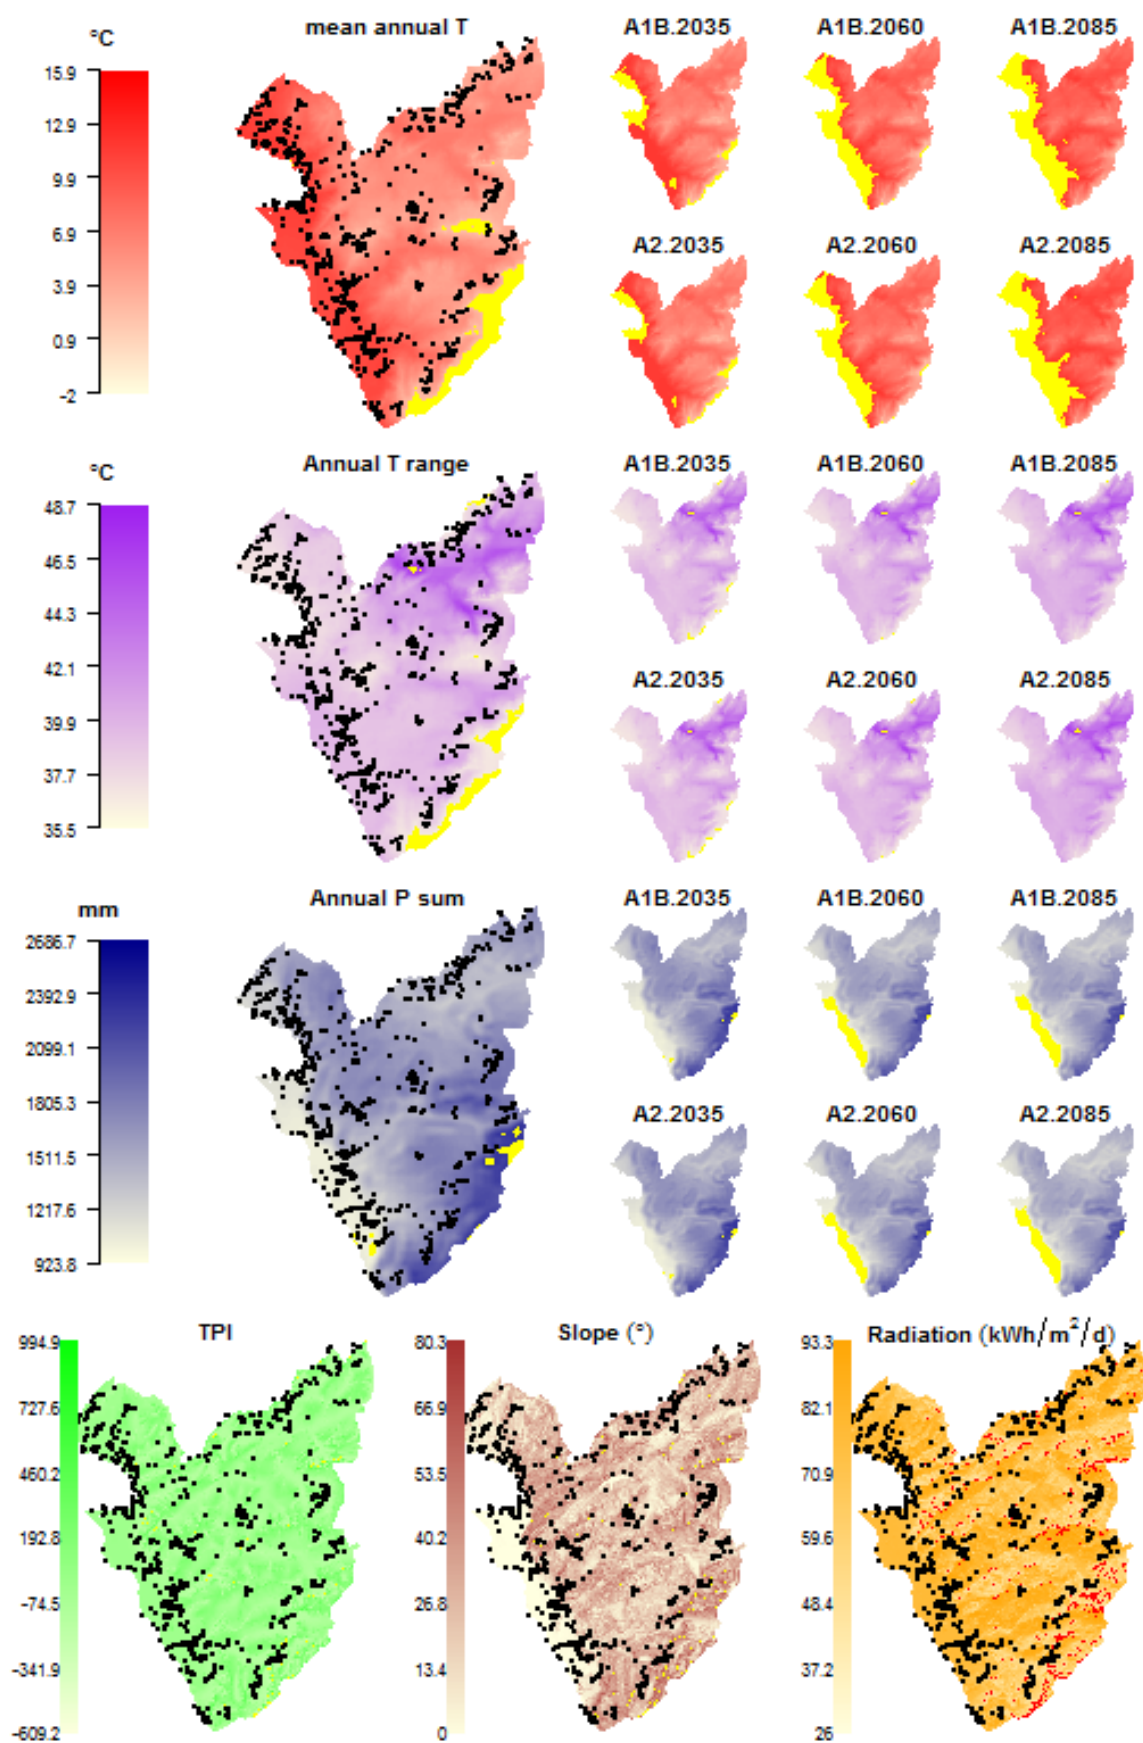 mean annual T
A1B.2035
A1B.2060
A1B.2085
°C
15.9
12.9
9.9
6.9
3.9
0.9
-2
A2.2035
A2.2060
A2.2085
Annual T range
A1B.2035
A1B.2060
A1B.2085
°C
48.7
46.5
44.3
42.1
39.9
37.7
35.5
A2.2035
A2.2060
A2.2085
Annual P sum
A1B.2035
A1B.2060
A1B.2085
mm
2686.7
2392.9
2099.1
1805.3
1511.5
1217.6
923.8
A2.2035
A2.2060
A2.2085
TPI
994.9
727.6
460.2
192.8
-74.5
-341.9
-609.2
Slope (°)
80.3
66.9
53.5
40.2
26.8
13.4
0
Radiation (kWh/m²/d)
93.3
82.1
70.9
59.6
48.4
37.2
26